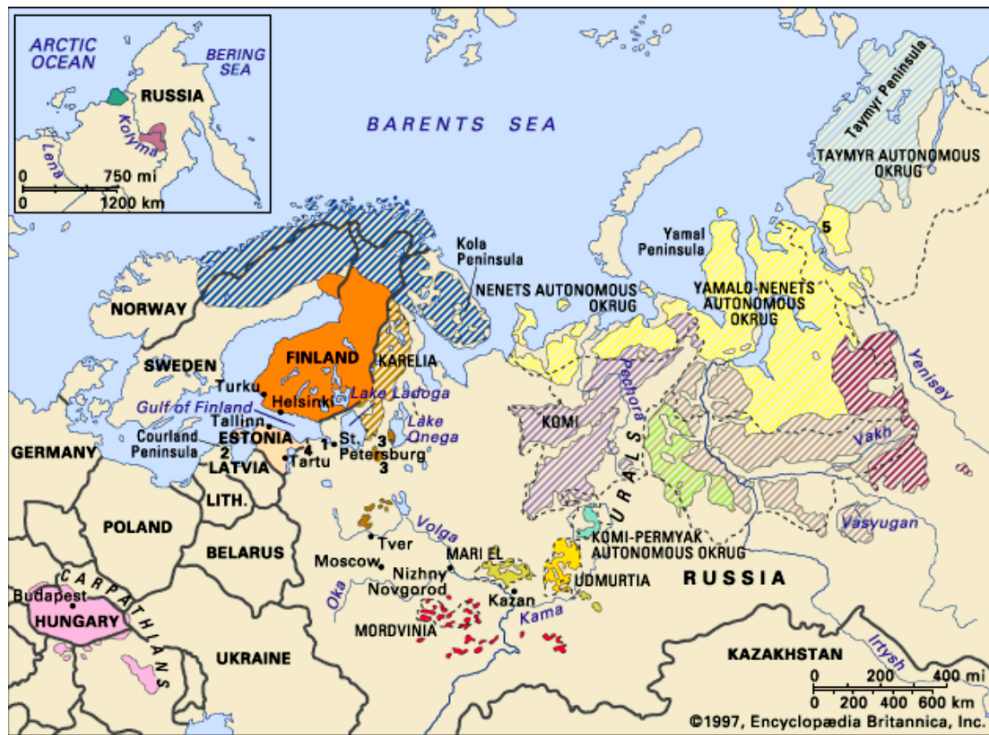 ARCTIC
OCEAN
BERING
SEA
RUSSIA
Kolyma
Lena
0 750 mi
0 1200 km
BARENTS SEA
Taymyr Peninsula
TAYMYR AUTONOMOUS
OKRUG
5
Yamal
Peninsula
Kola
Peninsula
NENETS AUTONOMOUS
OKRUG
YAMALO-NENETS
AUTONOMOUS
OKRUG
NORWAY
SWEDEN
FINLAND
KARELIA
Turku
Helsinki
Lake Ladoga
Gulf of Finland
Tallinn
Lake
Onega
Pechora
Yenisey
KOMI
Courland
Peninsula
ESTONIA
2
4
1
St.
Petersburg
3
3
GERMANY
LATVIA
Tartu
URALS
Vakh
LITH.
POLAND
BELARUS
Volga
Vasyugan
Tver
Moscow
MARI EL
KOMI-PERMYAK
AUTONOMOUS OKRUG
Nizhny
Novgorod
UDMURTIA
RUSSIA
Oka
Kazan
Kama
CARPATHIANS
Budapest
HUNGARY
MORDVINIA
UKRAINE
KAZAKHSTAN
Irtysh
0 200 400 mi
0 200 400 600 km
©1997, Encyclopædia Britannica, Inc.